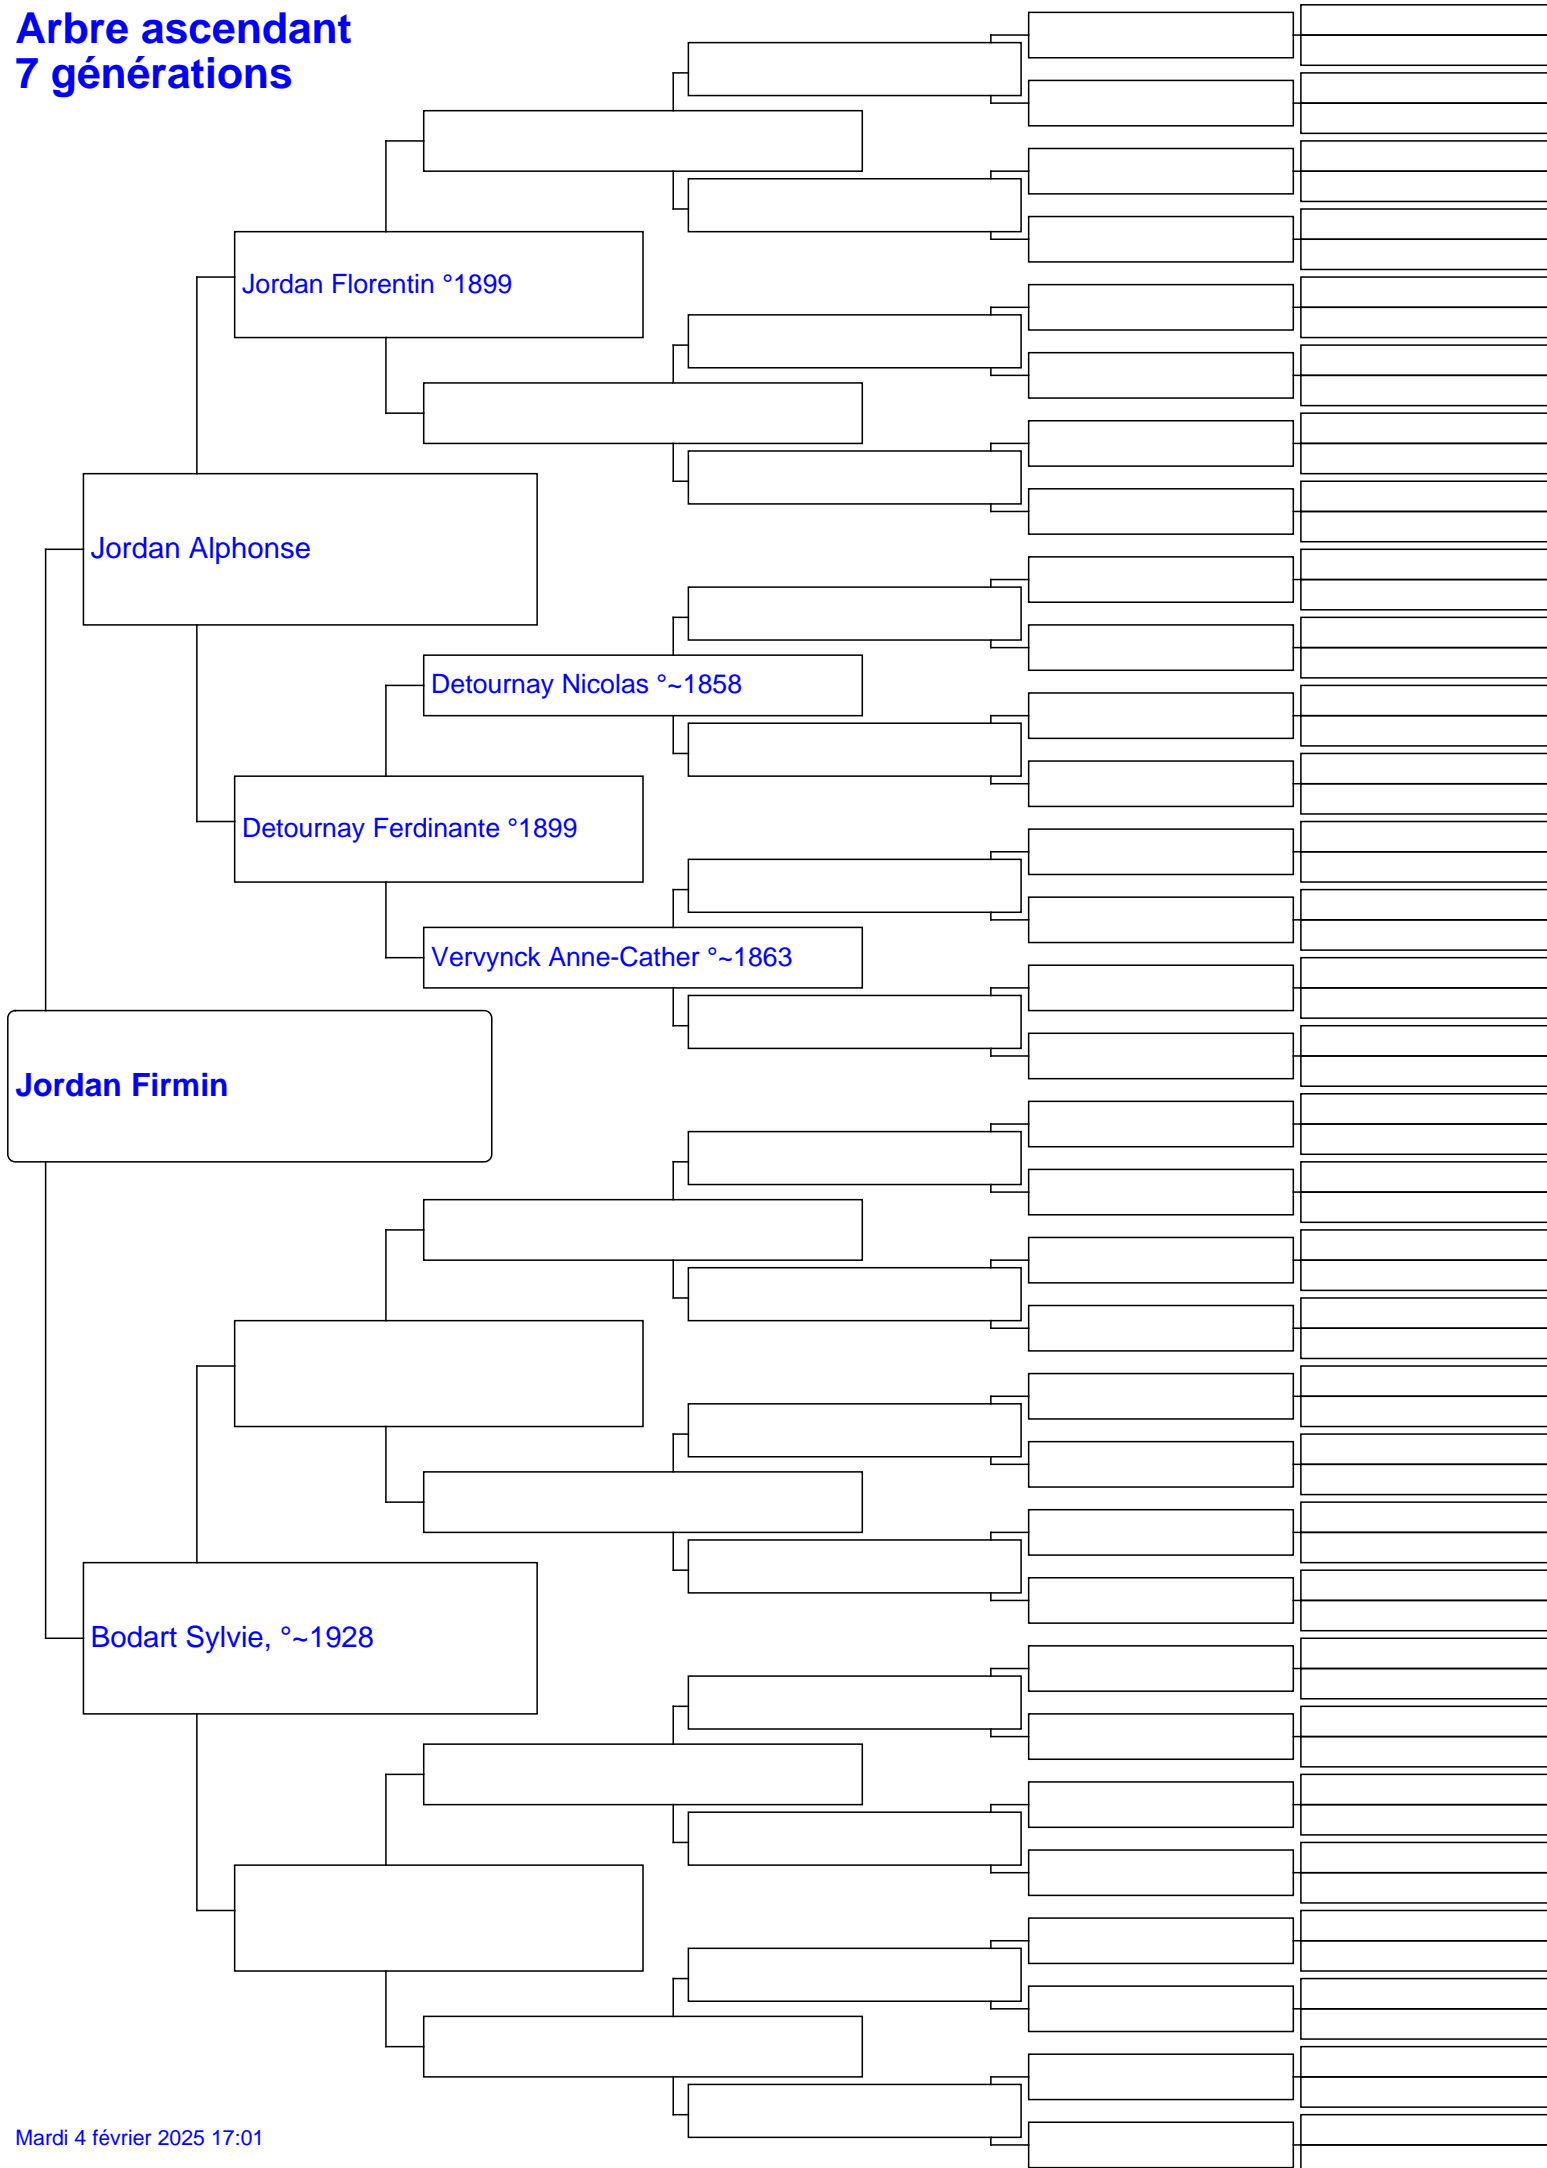 Arbre ascendant
7 générations
Jordan Florentin °1899
Jordan Alphonse
Detournay Nicolas °~1858
Detournay Ferdinante °1899
Vervynck Anne-Cather °~1863
Jordan Firmin
Bodart Sylvie, °~1928
Mardi 4 février 2025 17:01